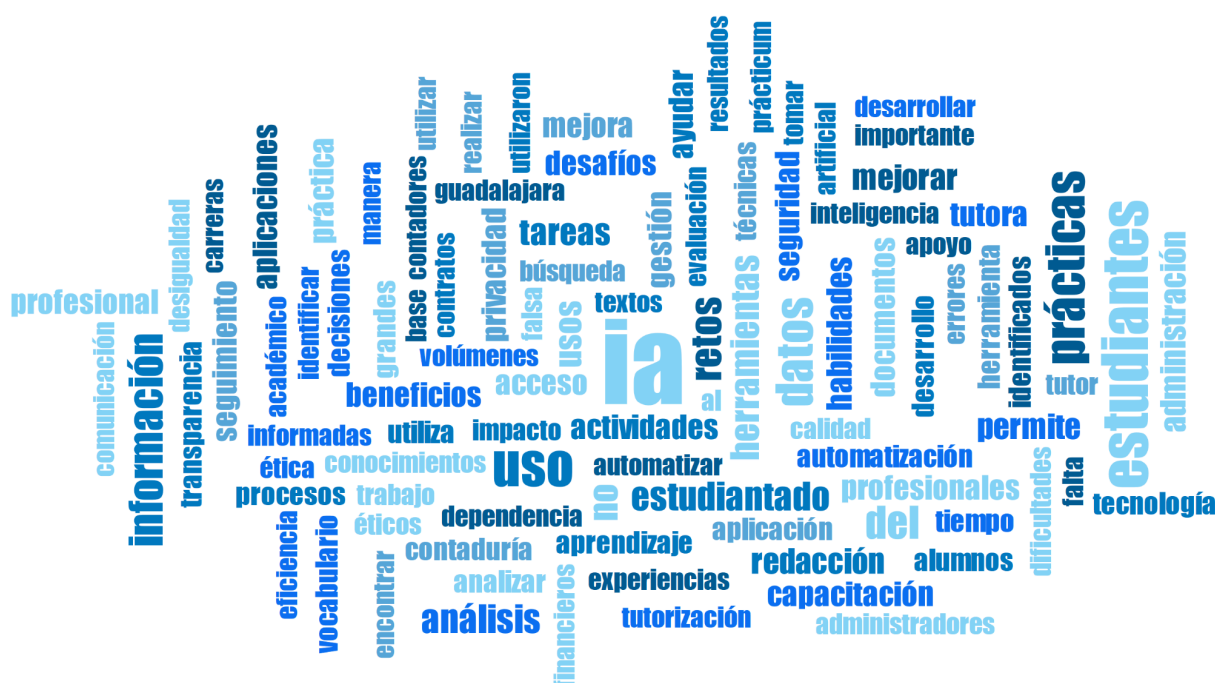 resultados
prácticum
utilizar
realizar
utilizaron
mejora
ayudar
tomar
artificial
desarrollar
importante
aplicaciones
práctica
manera
desafíos
base
contadores
guadalajara
privacidad
tareas
gestión
evaluación
técnicas
seguridad
mejorar
inteligencia
tutora
prácticas
estudiantes
administración
profesional
desigualdad
carreras
seguimiento
académico
identificar
decisiones
grandes
contratos
búsqueda
falsa
usos
textos
retos
herramientas
datos
habilidades
documentos
apoyo
desarrollo
errores
herramienta
identificados
tutor
comunicación
información
transparencia
volúmenes
beneficios
acceso
ia
al
informadas
utiliza
impacto
actividades
calidad
permite
ética
conocimientos
uso
automatizar
automatización
procesos
trabajo
no
estudiantado
profesionales
dificultades
falta
tecnología
éticos
dependencia
aplicación
del
tiempo
eficiencia
vocabulario
encontrar
contaduría
aprendizaje
redacción
alumnos
analizar
financieros
experiencias
capacitación
análisis
tutorización
administradores